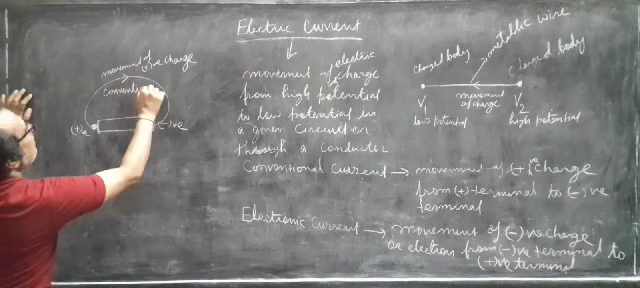 Electric Current
movement of electric charge
from high potential
to low potential in
a given circuit or
through a conductor
Conventional Current → movement of (+)ve charge
from (+)-terminal to (-)ve
terminal
Electronic Current → movement of (-)ve charge
or electron from (-)ve terminal to
(+)ve terminal
movement of
(+)ve charge
(+)ve
(-)ve
charged body
metallic wire
charged body
movement
of charge
V1
low potential
V2
high potential